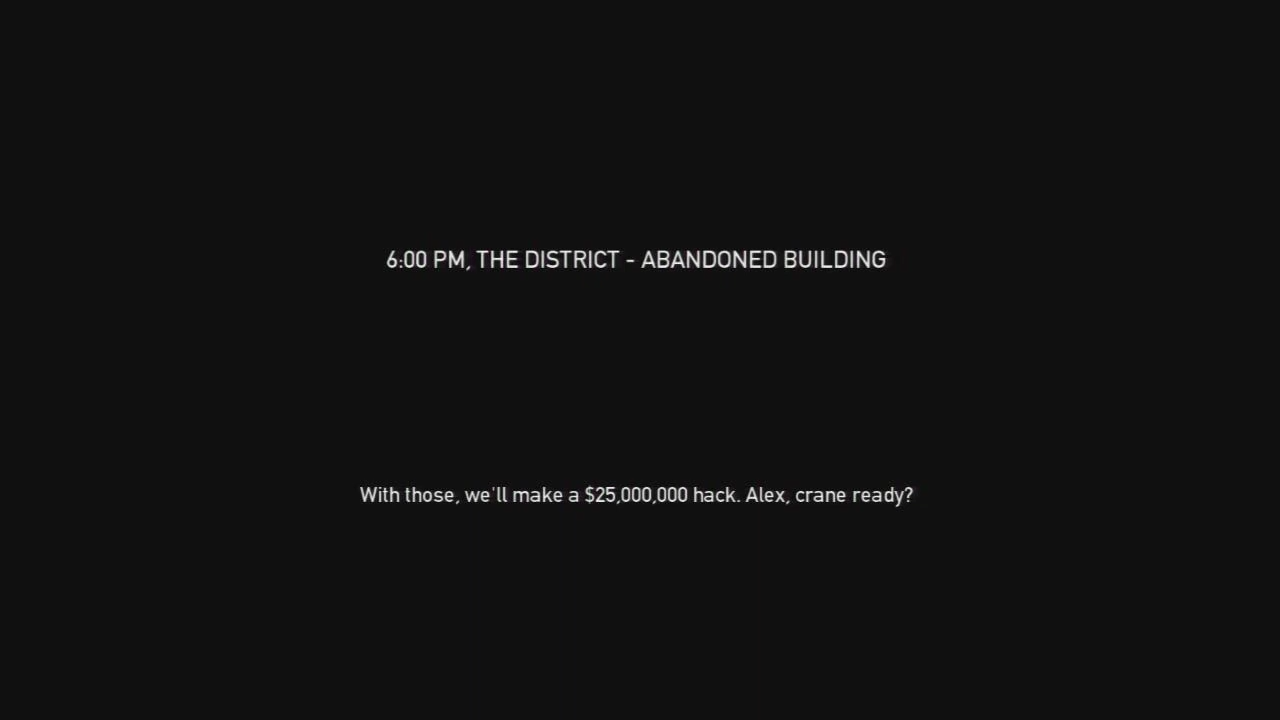 6:00 PM, THE DISTRICT - ABANDONED BUILDING
With those, we'll make a $25,000,000 hack. Alex, crane ready?